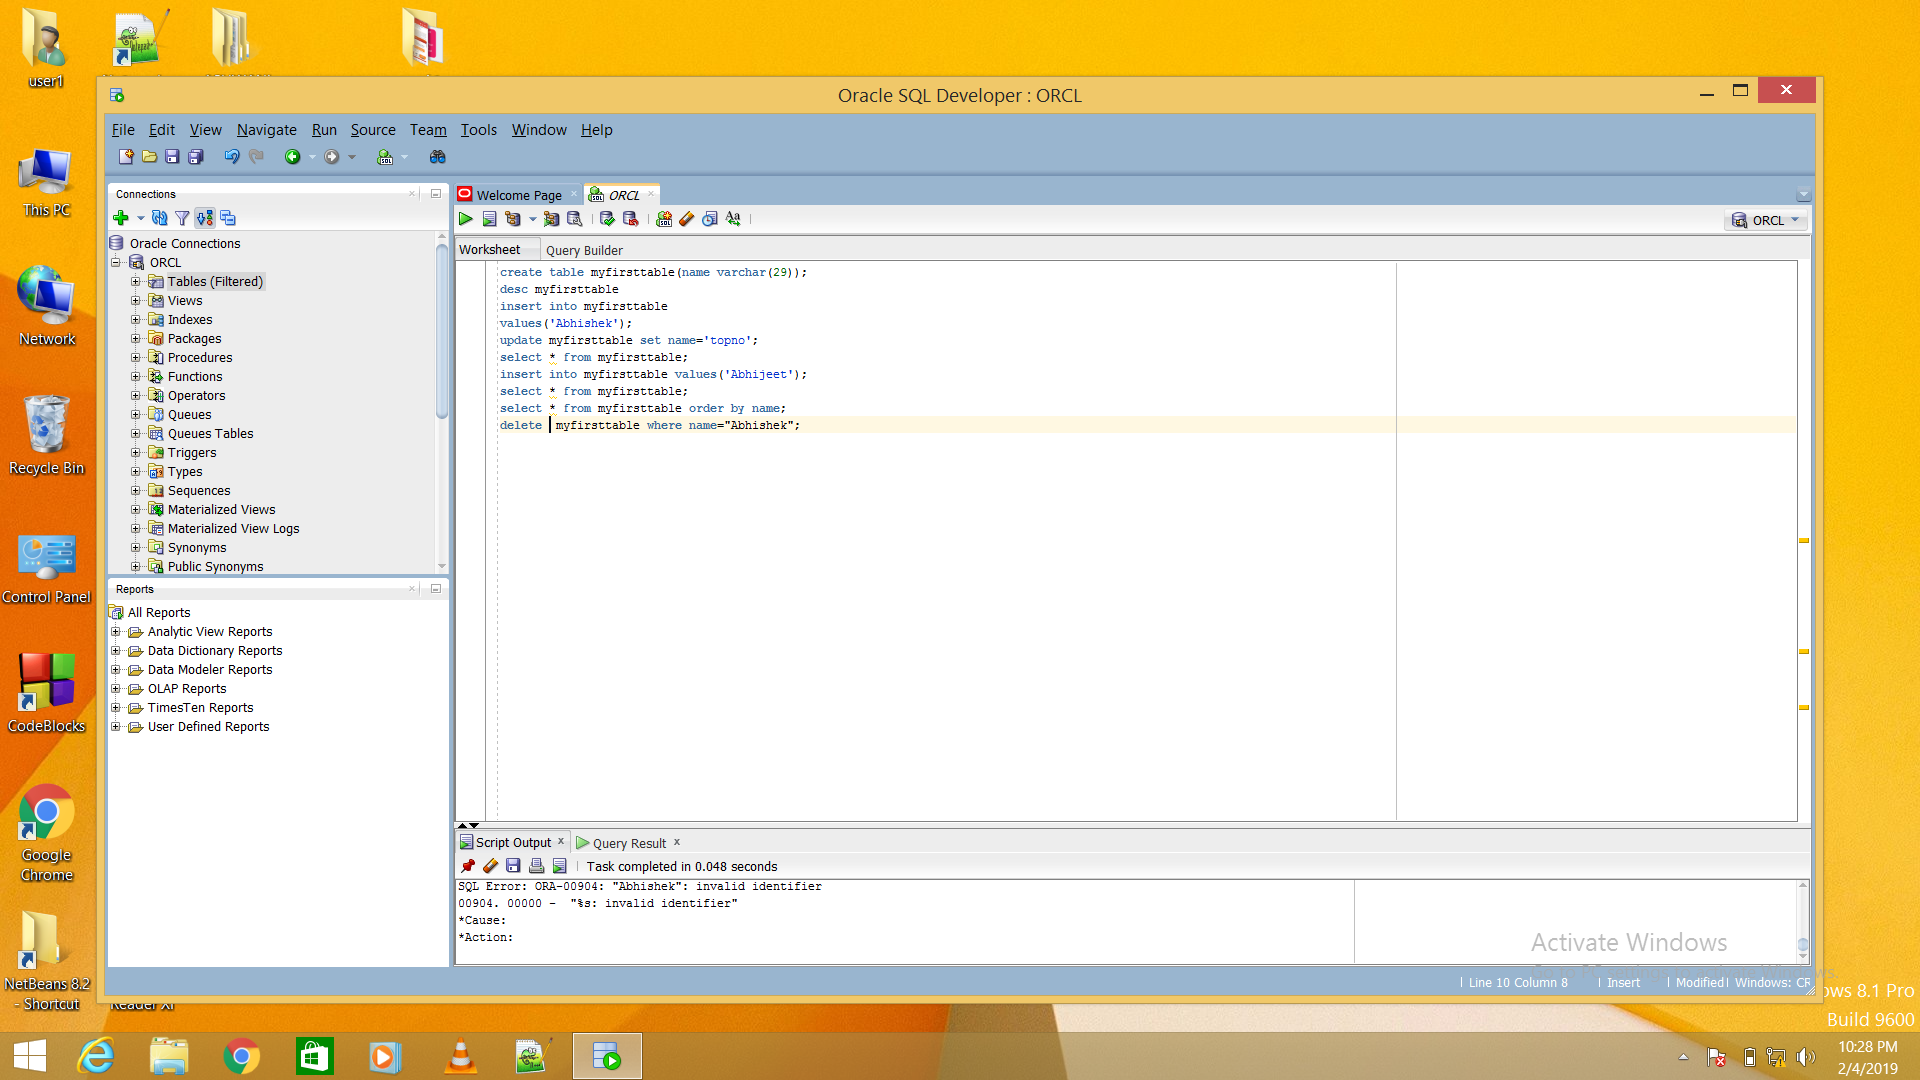 user1
This PC
Network
Recycle Bin
Control Panel
CodeBlocks
Google
Chrome
NetBeans 8.2
- Shortcut
Reader XI
Oracle SQL Developer : ORCL
File Edit View Navigate Run Source Team Tools Window Help
Connections
Oracle Connections
ORCL
Tables (Filtered)
Views
Indexes
Packages
Procedures
Functions
Operators
Queues
Queues Tables
Triggers
Types
Sequences
Materialized Views
Materialized View Logs
Synonyms
Public Synonyms
Reports
All Reports
Analytic View Reports
Data Dictionary Reports
Data Modeler Reports
OLAP Reports
TimesTen Reports
User Defined Reports
Welcome Page ORCL
ORCL
Worksheet Query Builder
create table myfirsttable(name varchar(29));
desc myfirsttable
insert into myfirsttable
values('Abhishek');
update myfirsttable set name='topno';
select * from myfirsttable;
insert into myfirsttable values('Abhijeet');
select * from myfirsttable;
select * from myfirsttable order by name;
delete myfirsttable where name="Abhishek";
Script Output Query Result
Task completed in 0.048 seconds
SQL Error: ORA-00904: "Abhishek": invalid identifier
00904. 00000 - "%s: invalid identifier"
*Cause:
*Action:
Activate Windows
Line 10 Column 8 Insert Modified Windows: CR
ows 8.1 Pro
Build 9600
10:28 PM
2/4/2019